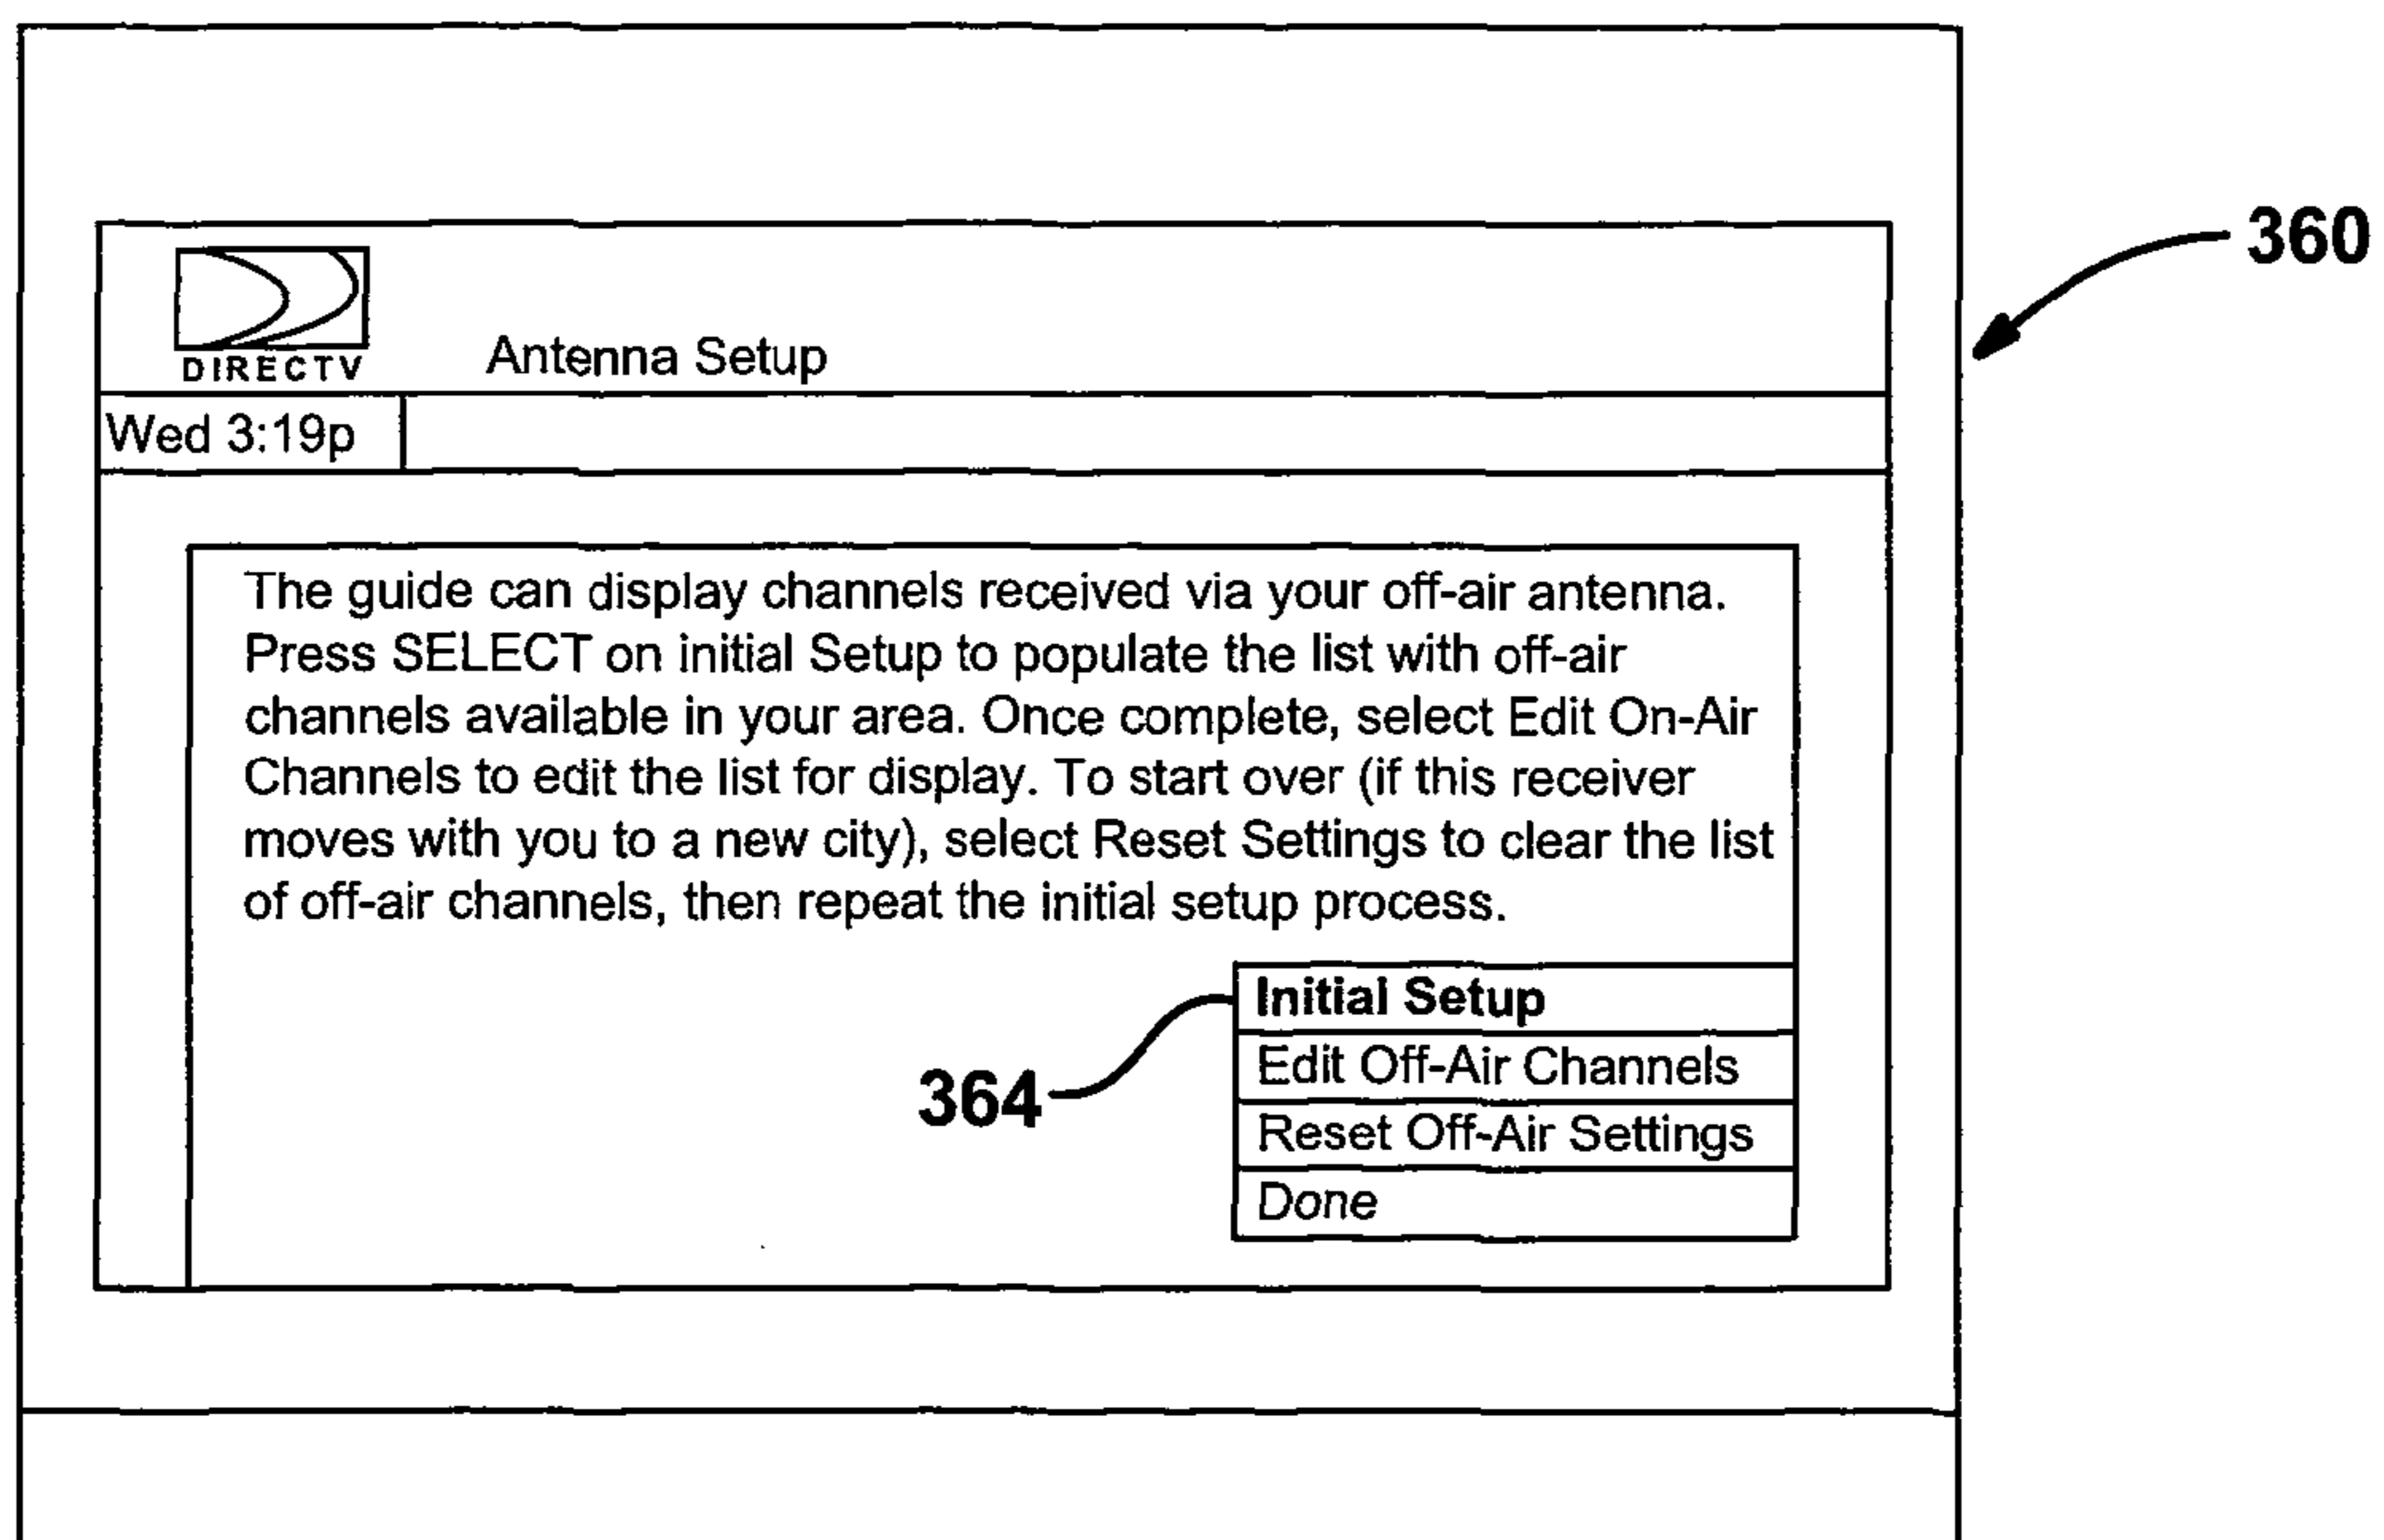 360
DIRECTV
Antenna Setup
Wed 3:19p
The guide can display channels received via your off-air antenna.
Press SELECT on initial Setup to populate the list with off-air
channels available in your area. Once complete, select Edit On-Air
Channels to edit the list for display. To start over (if this receiver
moves with you to a new city), select Reset Settings to clear the list
of off-air channels, then repeat the initial setup process.
Initial Setup
364
Edit Off-Air Channels
Reset Off-Air Settings
Done